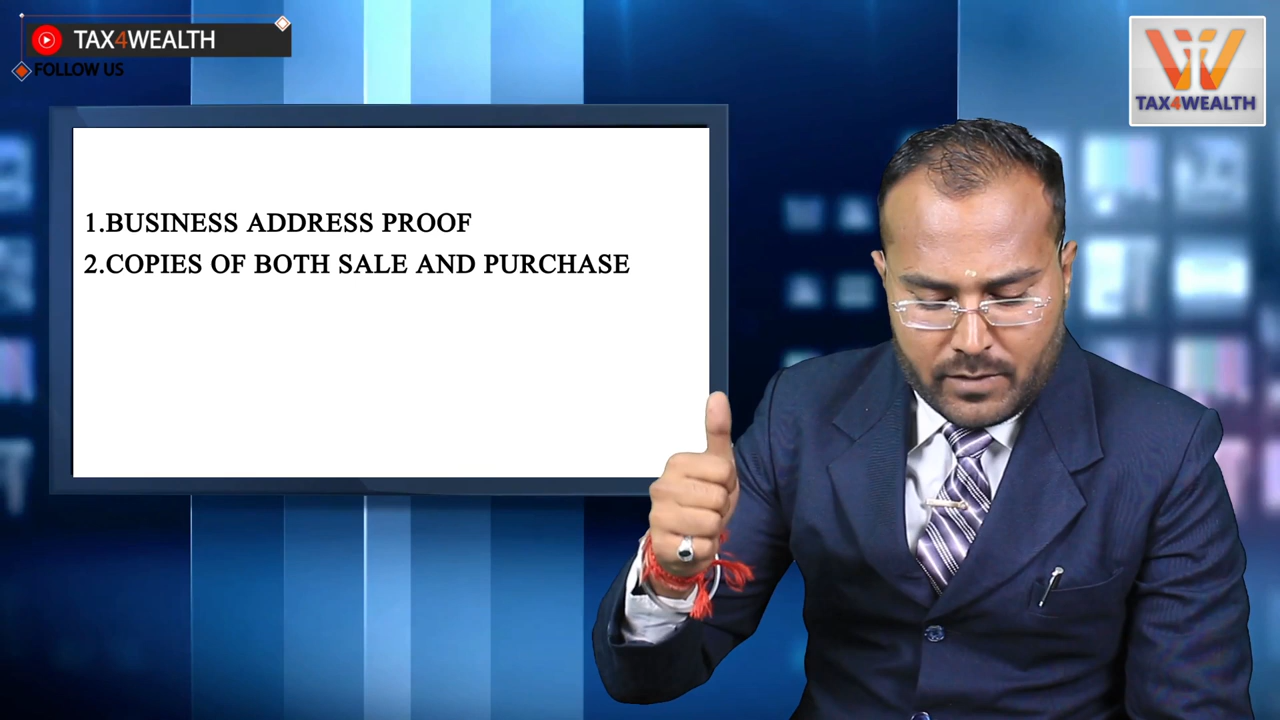 TAX4WEALTH
FOLLOW US
TAX4WEALTH
1.BUSINESS ADDRESS PROOF
2.COPIES OF BOTH SALE AND PURCHASE